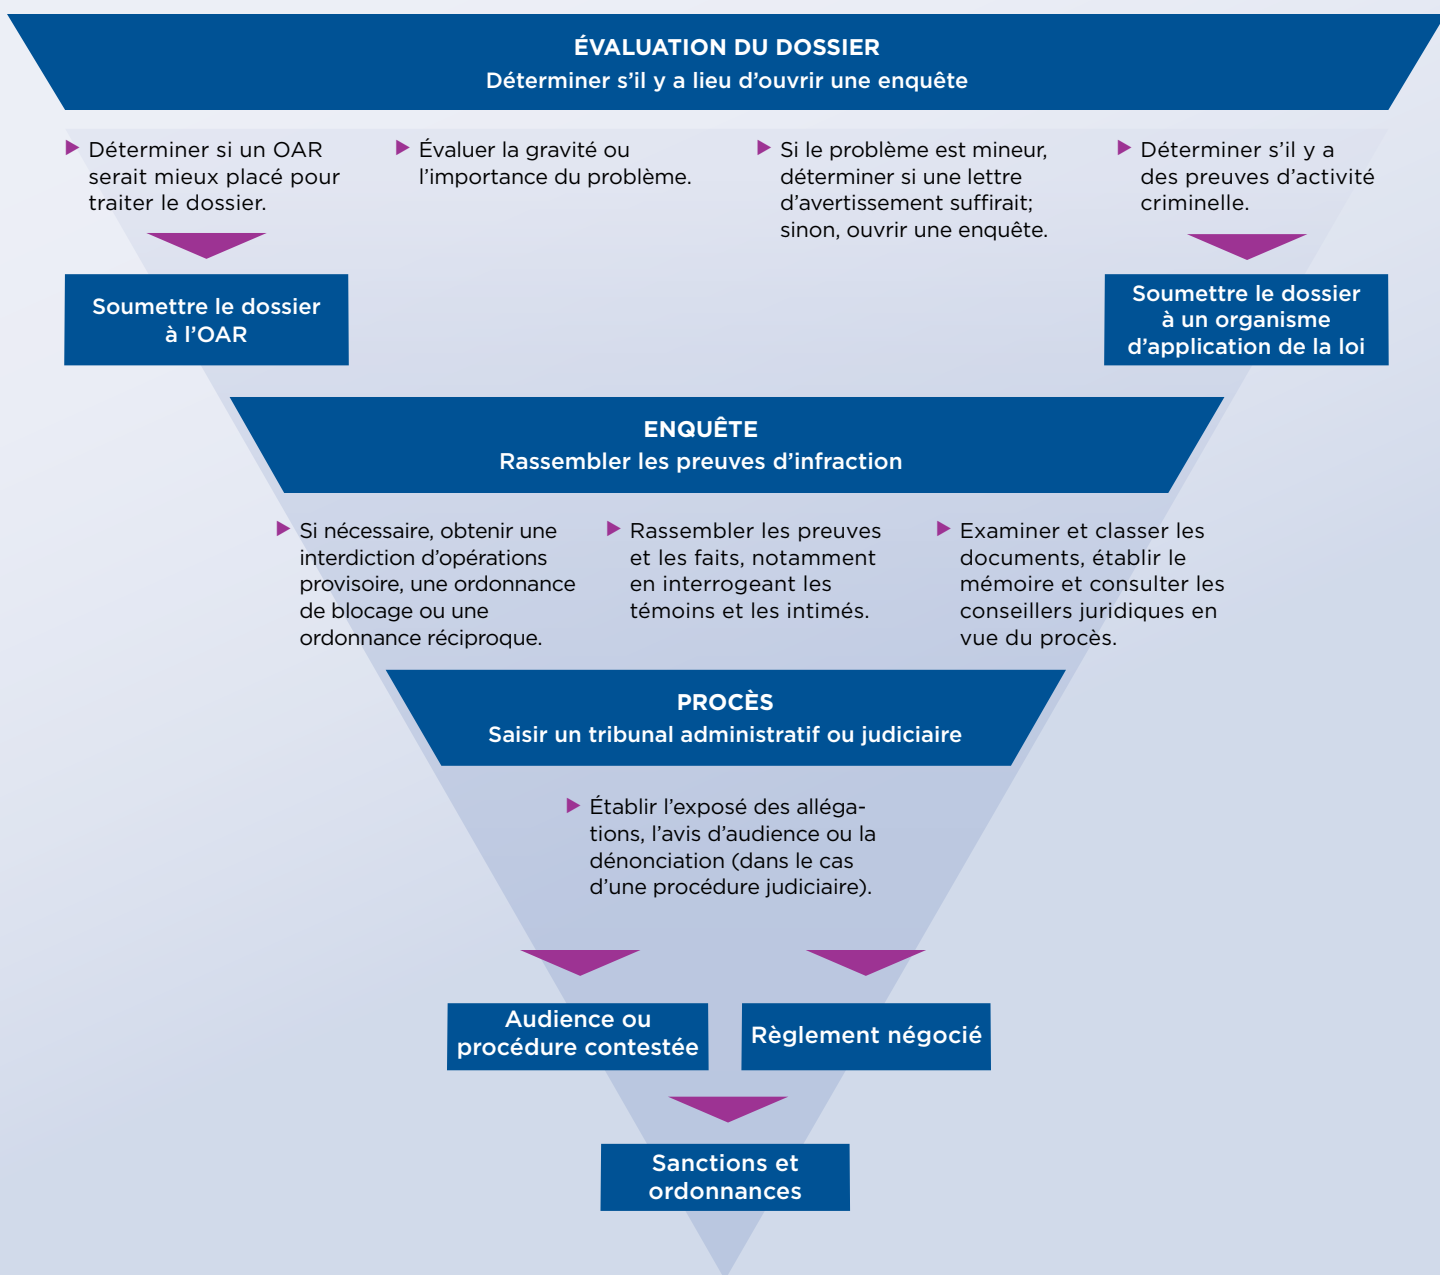 ÉVALUATION DU DOSSIER
Déterminer s’il y a lieu d’ouvrir une enquête
Déterminer si un OAR
serait mieux placé pour
traiter le dossier.
Évaluer la gravité ou
l’importance du problème.
Si le problème est mineur,
déterminer si une lettre
d’avertissement suffirait;
sinon, ouvrir une enquête.
Déterminer s’il y a
des preuves d’activité
criminelle.
Soumettre le dossier
à l’OAR
Soumettre le dossier
à un organisme
d’application de la loi
ENQUÊTE
Rassembler les preuves d’infraction
Si nécessaire, obtenir une
interdiction d’opérations
provisoire, une ordonnance
de blocage ou une
ordonnance réciproque.
Rassembler les preuves
et les faits, notamment
en interrogeant les
témoins et les intimés.
Examiner et classer les
documents, établir le
mémoire et consulter les
conseillers juridiques en
vue du procès.
PROCÈS
Saisir un tribunal administratif ou judiciaire
Établir l’exposé des alléga-
tions, l’avis d’audience ou la
dénonciation (dans le cas
d’une procédure judiciaire).
Audience ou
procédure contestée
Règlement négocié
Sanctions et
ordonnances